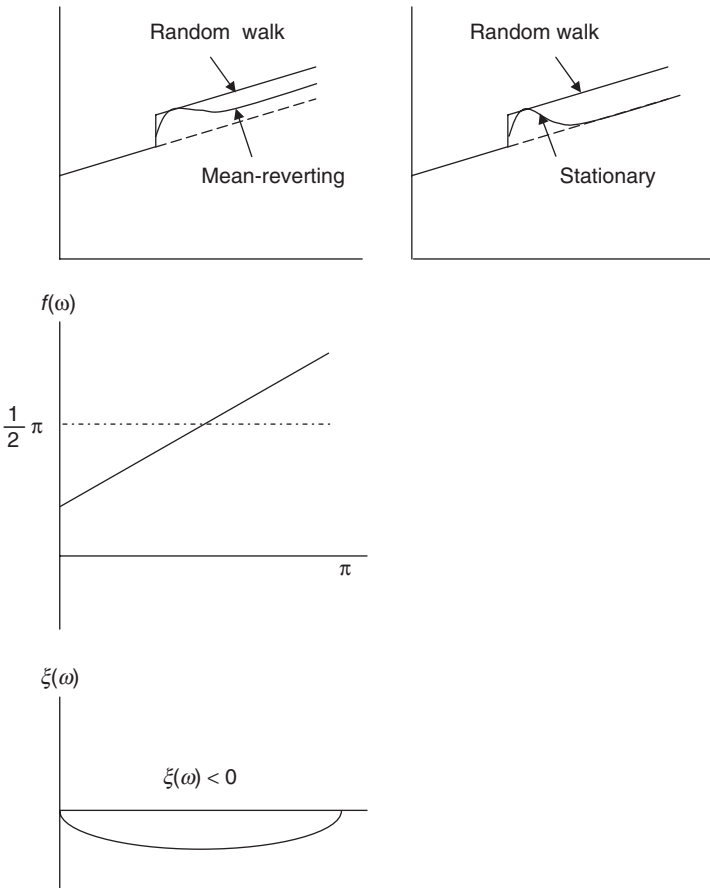 Random walk
Random walk
Mean-reverting
Stationary
f(ω)
1/2 π
π
ξ(ω)
ξ(ω) < 0